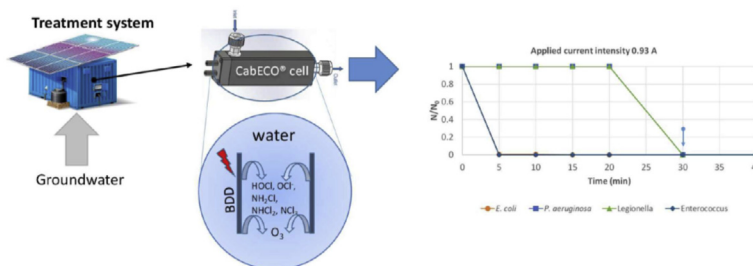 Treatment system
Inlet
CabECO® cell
Outlet
Groundwater
water
BDD
HOCl, OCl⁻,
NH₂Cl,
NHCl₂, NCl₃
O₃
Applied current intensity 0.93 A
N/N₀
1
0.8
0.6
0.4
0.2
0
0
5
10
15
20
25
30
35
Time (min)
E. coli
P. aeruginosa
Legionella
Enterococcus